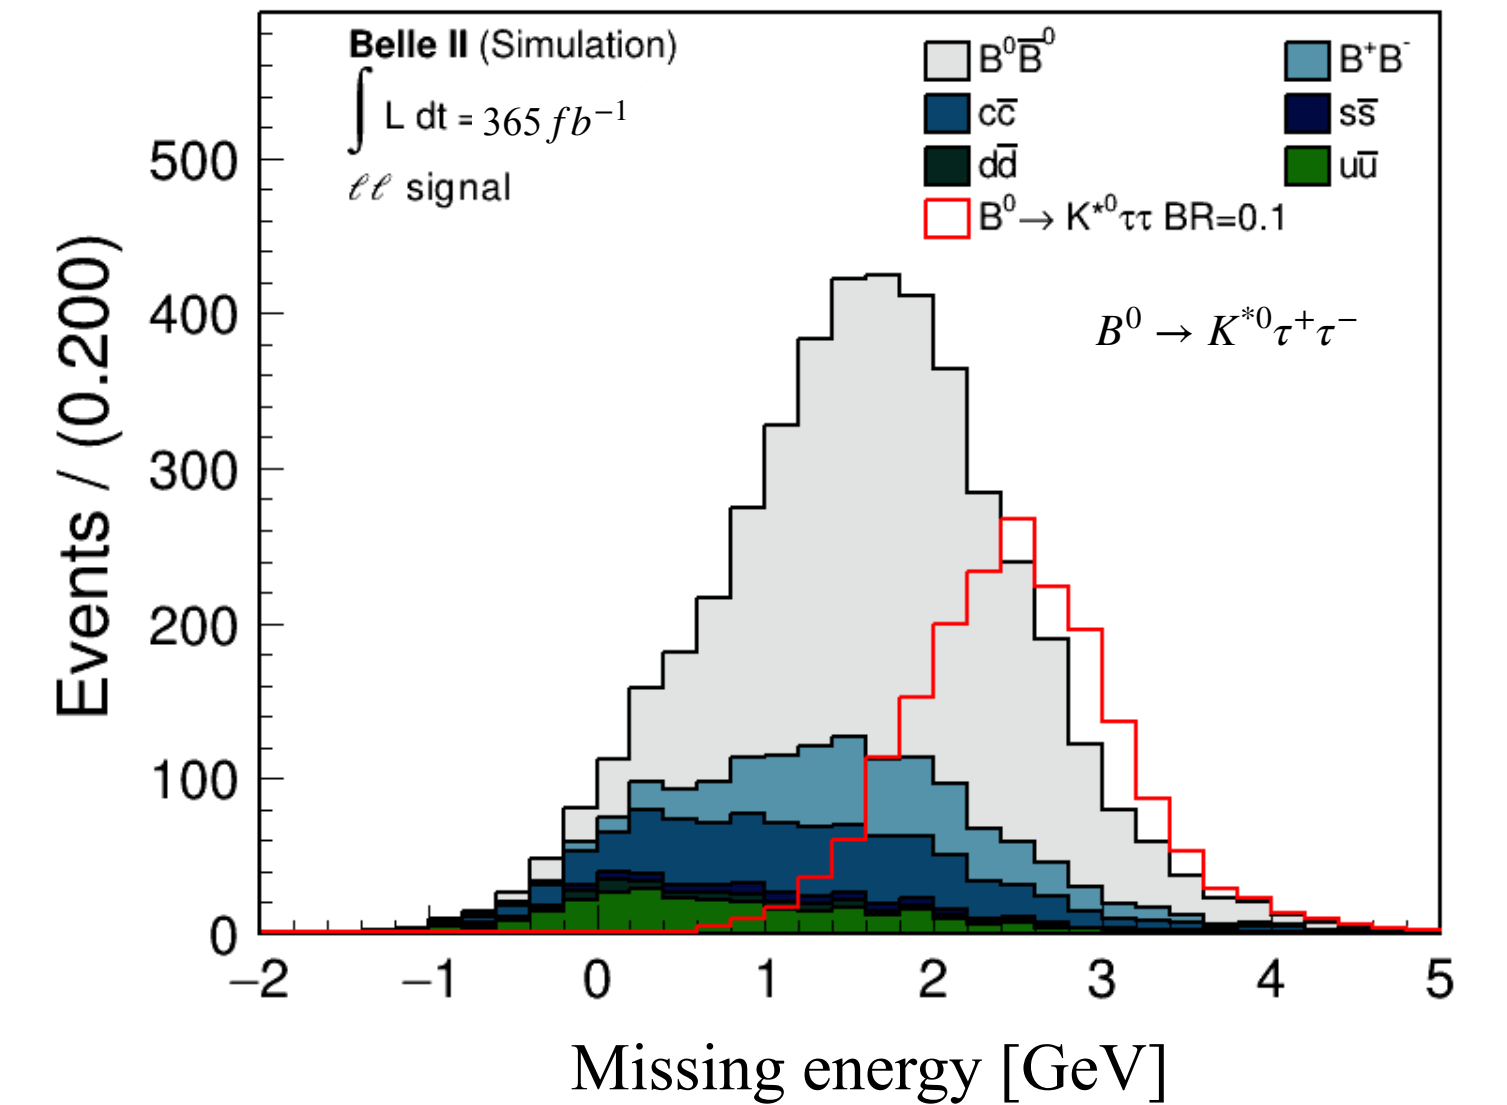 Belle II (Simulation)
∫ L dt = 365 fb⁻¹
ℓℓ signal
B⁰B̅⁰
B⁺B⁻
cc̅
ss̅
dd̅
uu̅
B⁰→ K*⁰ττ BR=0.1
B⁰ → K*⁰τ⁺τ⁻
Events / (0.200)
500
400
300
200
100
0
−2 −1 0 1 2 3 4 5
Missing energy [GeV]